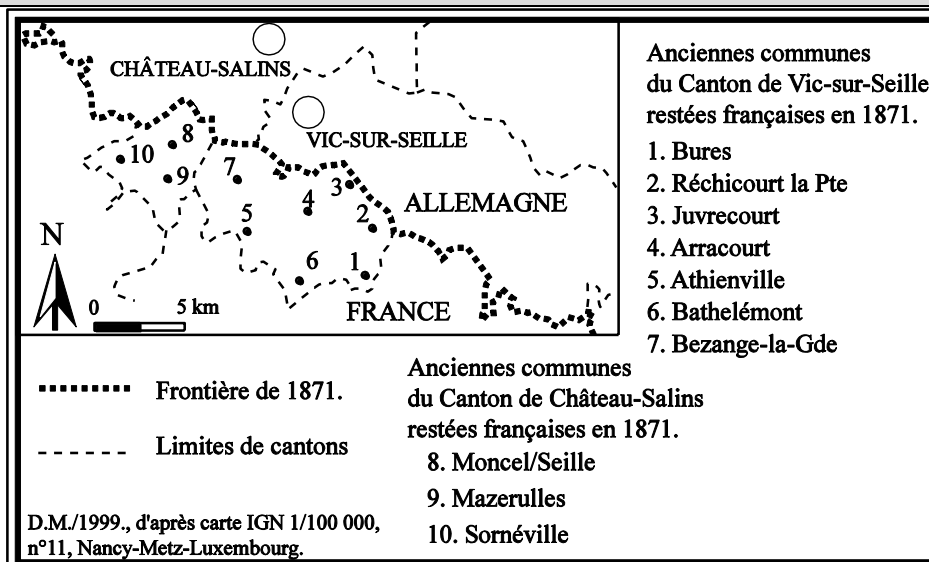 CHÂTEAU-SALINS
VIC-SUR-SEILLE
8
10
9
7
3
4
2
5
6
1
ALLEMAGNE
FRANCE
N
0 5 km
Anciennes communes
du Canton de Vic-sur-Seille
restées françaises en 1871.
1. Bures
2. Réchicourt la Pte
3. Juvrecourt
4. Arracourt
5. Athienville
6. Bathelémont
7. Bezange-la-Gde
Frontière de 1871.
Limites de cantons
Anciennes communes
du Canton de Château-Salins
restées françaises en 1871.
8. Moncel/Seille
9. Mazerulles
10. Sornéville
D.M./1999., d'après carte IGN 1/100 000,
n°11, Nancy-Metz-Luxembourg.